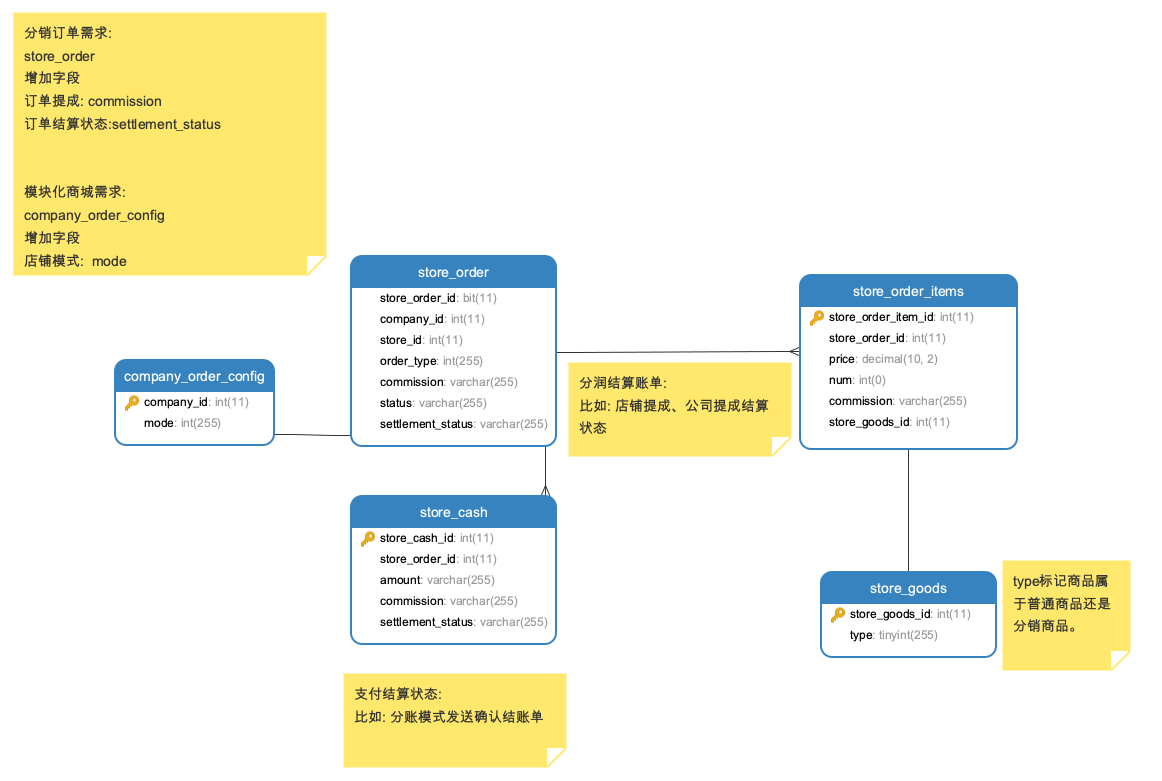 分销订单需求:
store_order
增加字段
订单提成: commission
订单结算状态:settlement_status
模块化商城需求:
company_order_config
增加字段
店铺模式:  mode
store_order
store_order_id: bit(11)
company_id: int(11)
store_id: int(11)
order_type: int(255)
commission: varchar(255)
status: varchar(255)
settlement_status: varchar(255)
store_order_items
store_order_item_id: int(11)
store_order_id: int(11)
price: decimal(10, 2)
num: int(0)
commission: varchar(255)
store_goods_id: int(11)
company_order_config
company_id: int(11)
mode: int(255)
分润结算账单:
比如: 店铺提成、公司提成结算
状态
store_cash
store_cash_id: int(11)
store_order_id: int(11)
amount: varchar(255)
commission: varchar(255)
settlement_status: varchar(255)
store_goods
store_goods_id: int(11)
type: tinyint(255)
type标记商品属
于普通商品还是
分销商品。
支付结算状态:
比如: 分账模式发送确认结账单